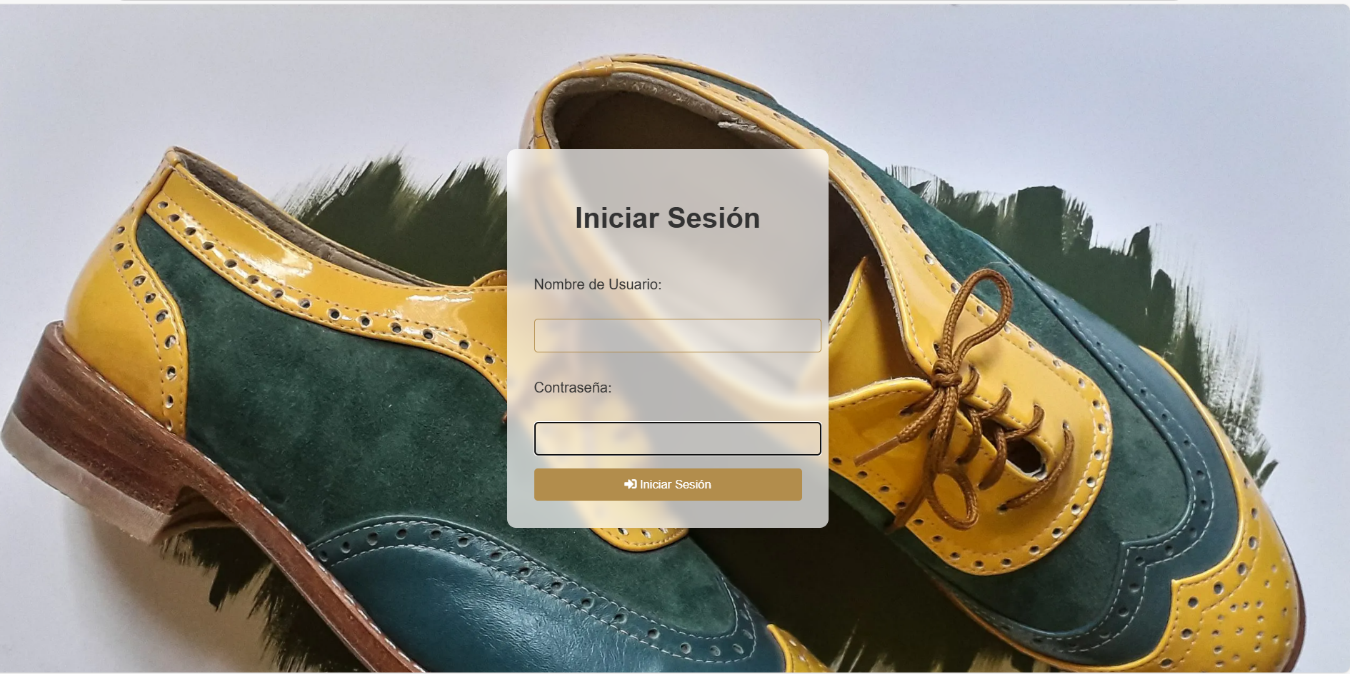 Iniciar Sesión
Nombre de Usuario:
Contraseña:
Iniciar Sesión